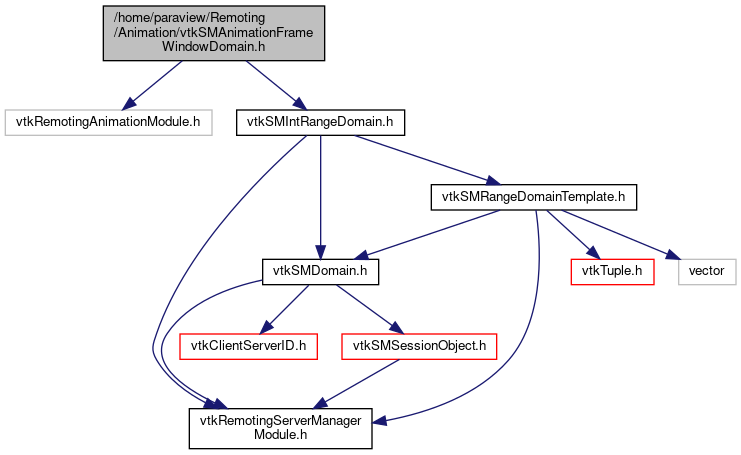 /home/paraview/Remoting
/Animation/vtkSMAnimationFrame
WindowDomain.h
vtkRemotingAnimationModule.h
vtkSMIntRangeDomain.h
vtkSMRangeDomainTemplate.h
vtkSMDomain.h
vtkTuple.h
vector
vtkClientServerID.h
vtkSMSessionObject.h
vtkRemotingServerManager
Module.h